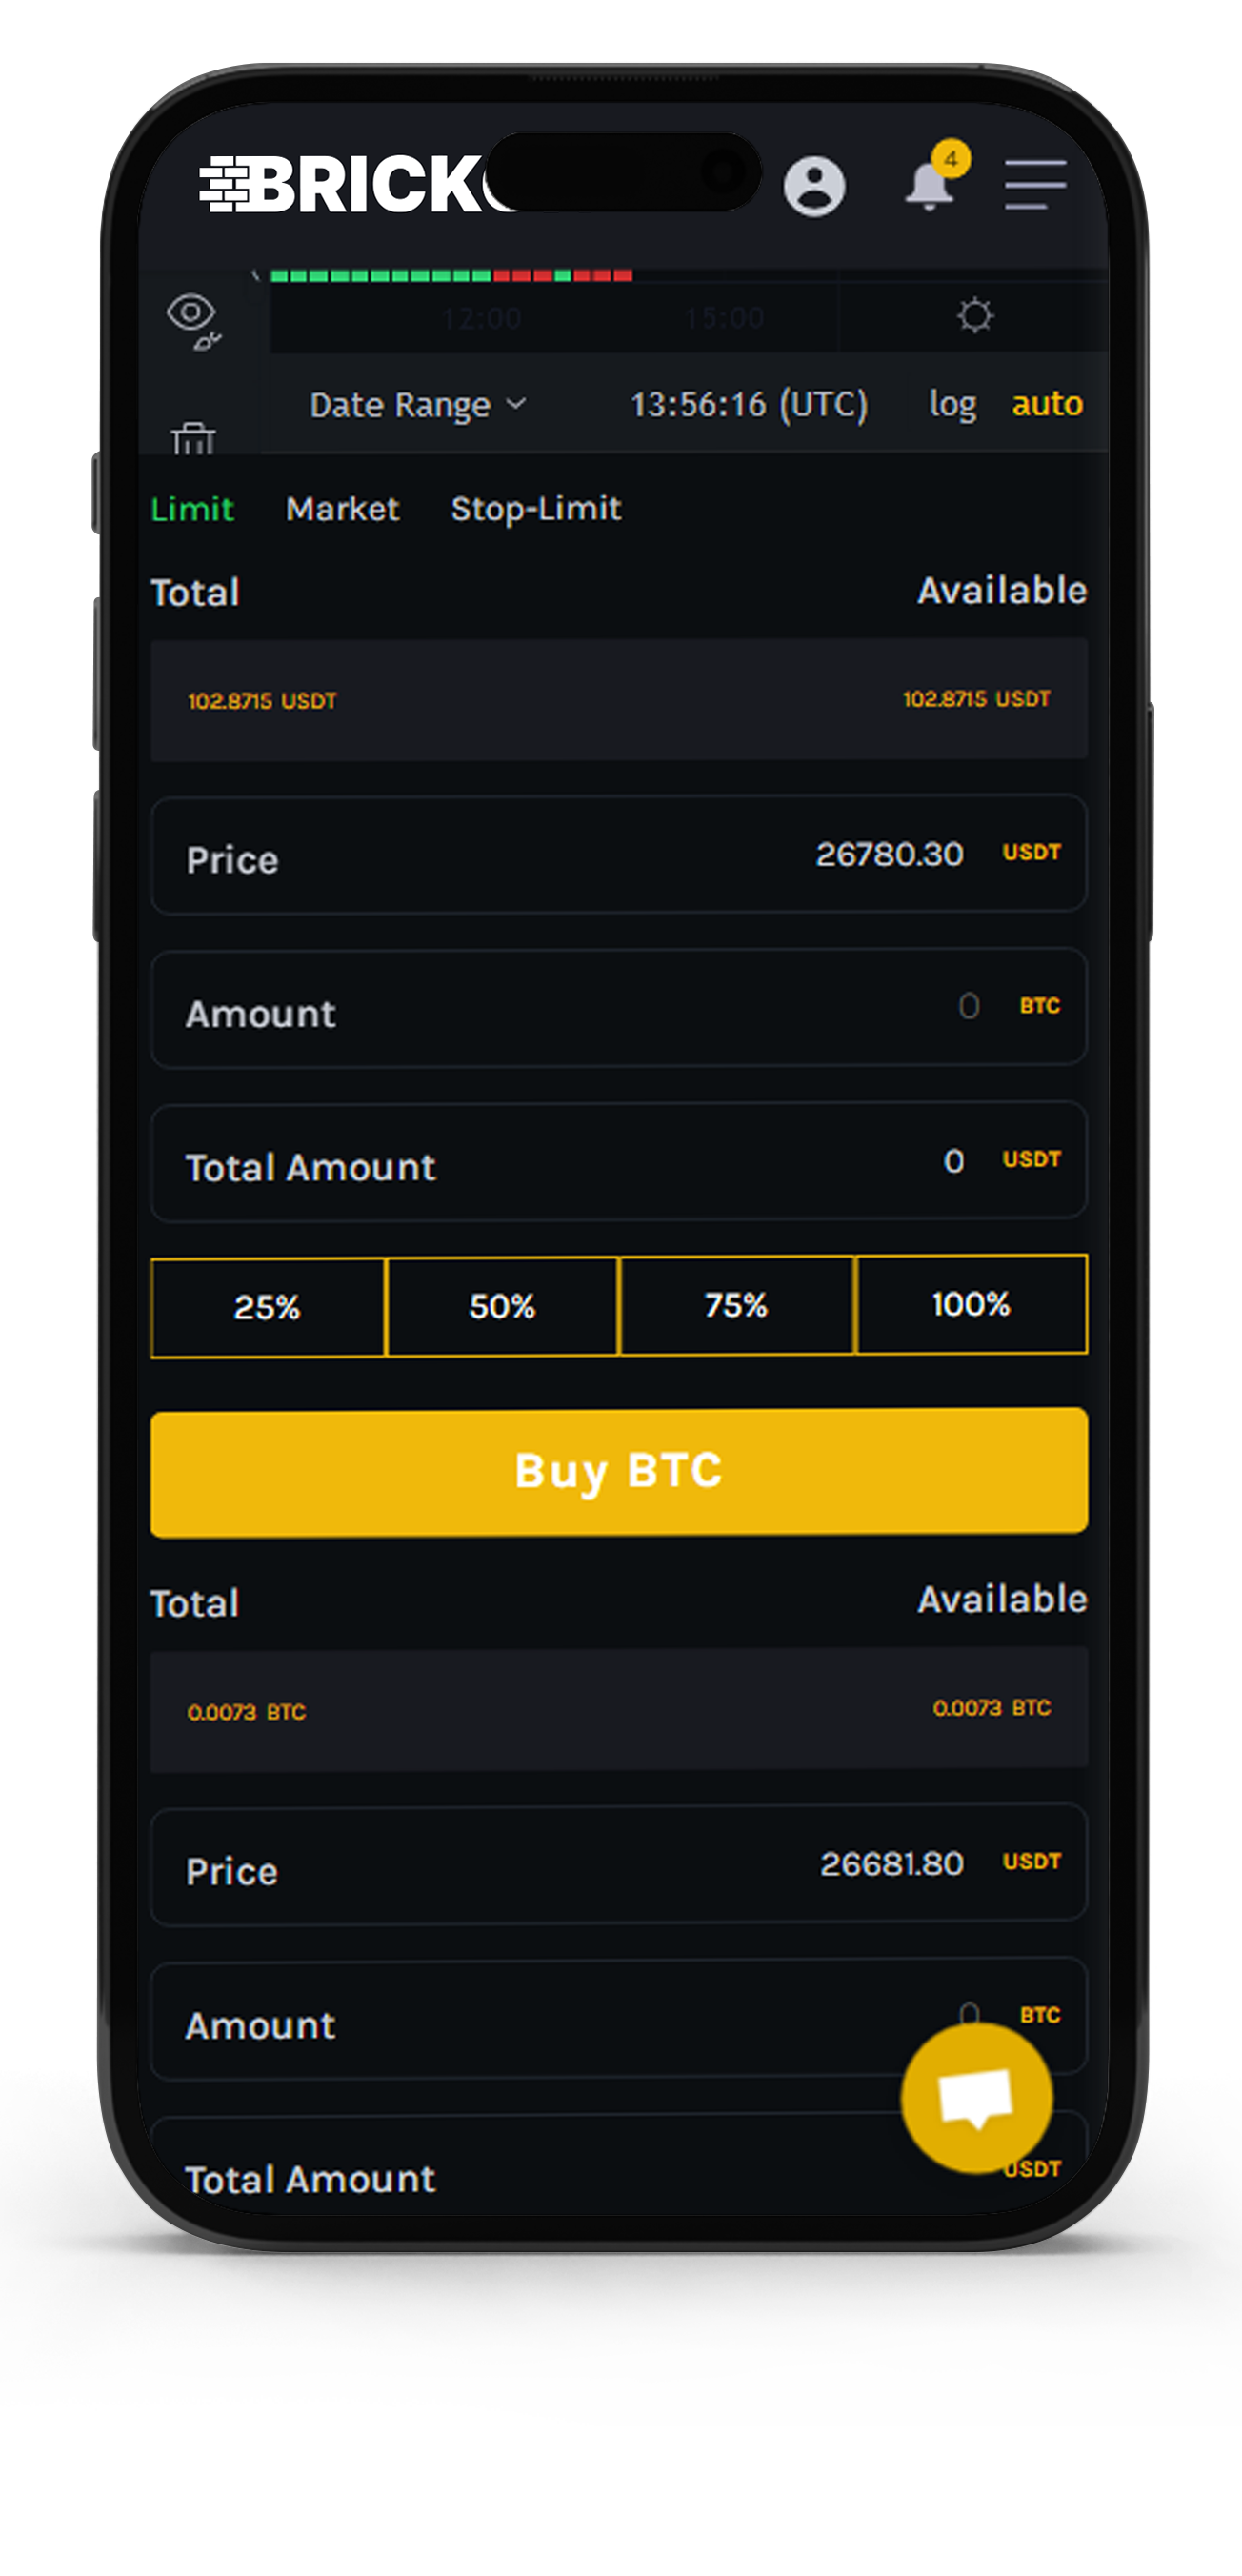 BRICK
4
12:00 15:00
Date Range 13:56:16 (UTC) log auto
Limit Market Stop-Limit
Total Available
102.8715 USDT 102.8715 USDT
Price 26780.30 USDT
Amount 0 BTC
Total Amount 0 USDT
25% 50% 75% 100%
Buy BTC
Total Available
0.0073 BTC 0.0073 BTC
Price 26681.80 USDT
Amount 0 BTC
Total Amount USDT